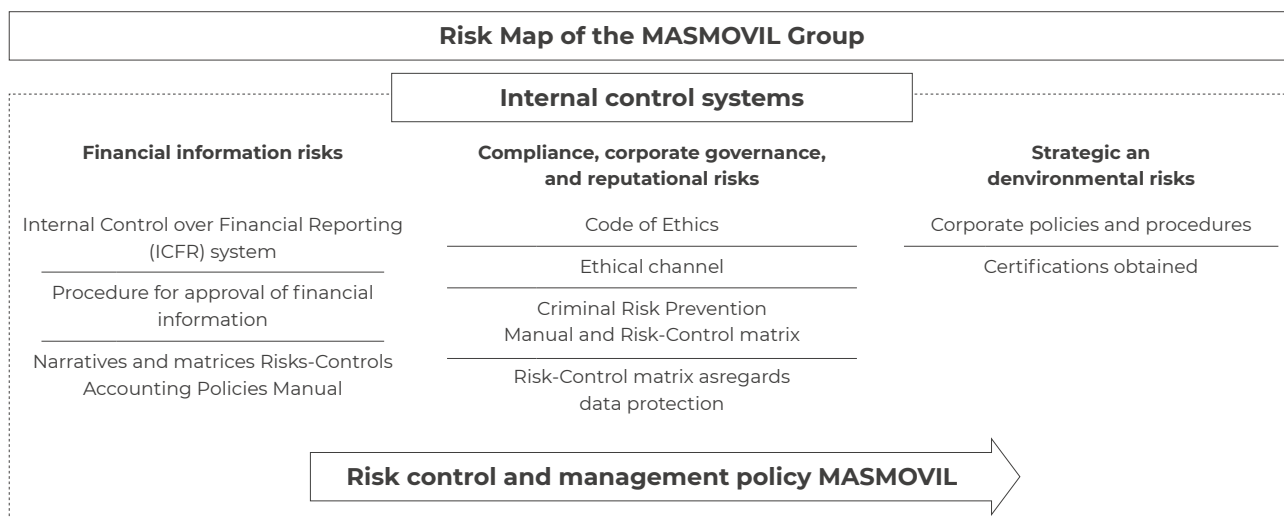 Risk Map of the MASMOVIL Group
Internal control systems
Financial information risks
Internal Control over Financial Reporting
(ICFR) system
Procedure for approval of financial
information
Narratives and matrices Risks-Controls
Accounting Policies Manual
Compliance, corporate governance,
and reputational risks
Code of Ethics
Ethical channel
Criminal Risk Prevention
Manual and Risk-Control matrix
Risk-Control matrix asregards
data protection
Strategic an
denvironmental risks
Corporate policies and procedures
Certifications obtained
Risk control and management policy MASMOVIL